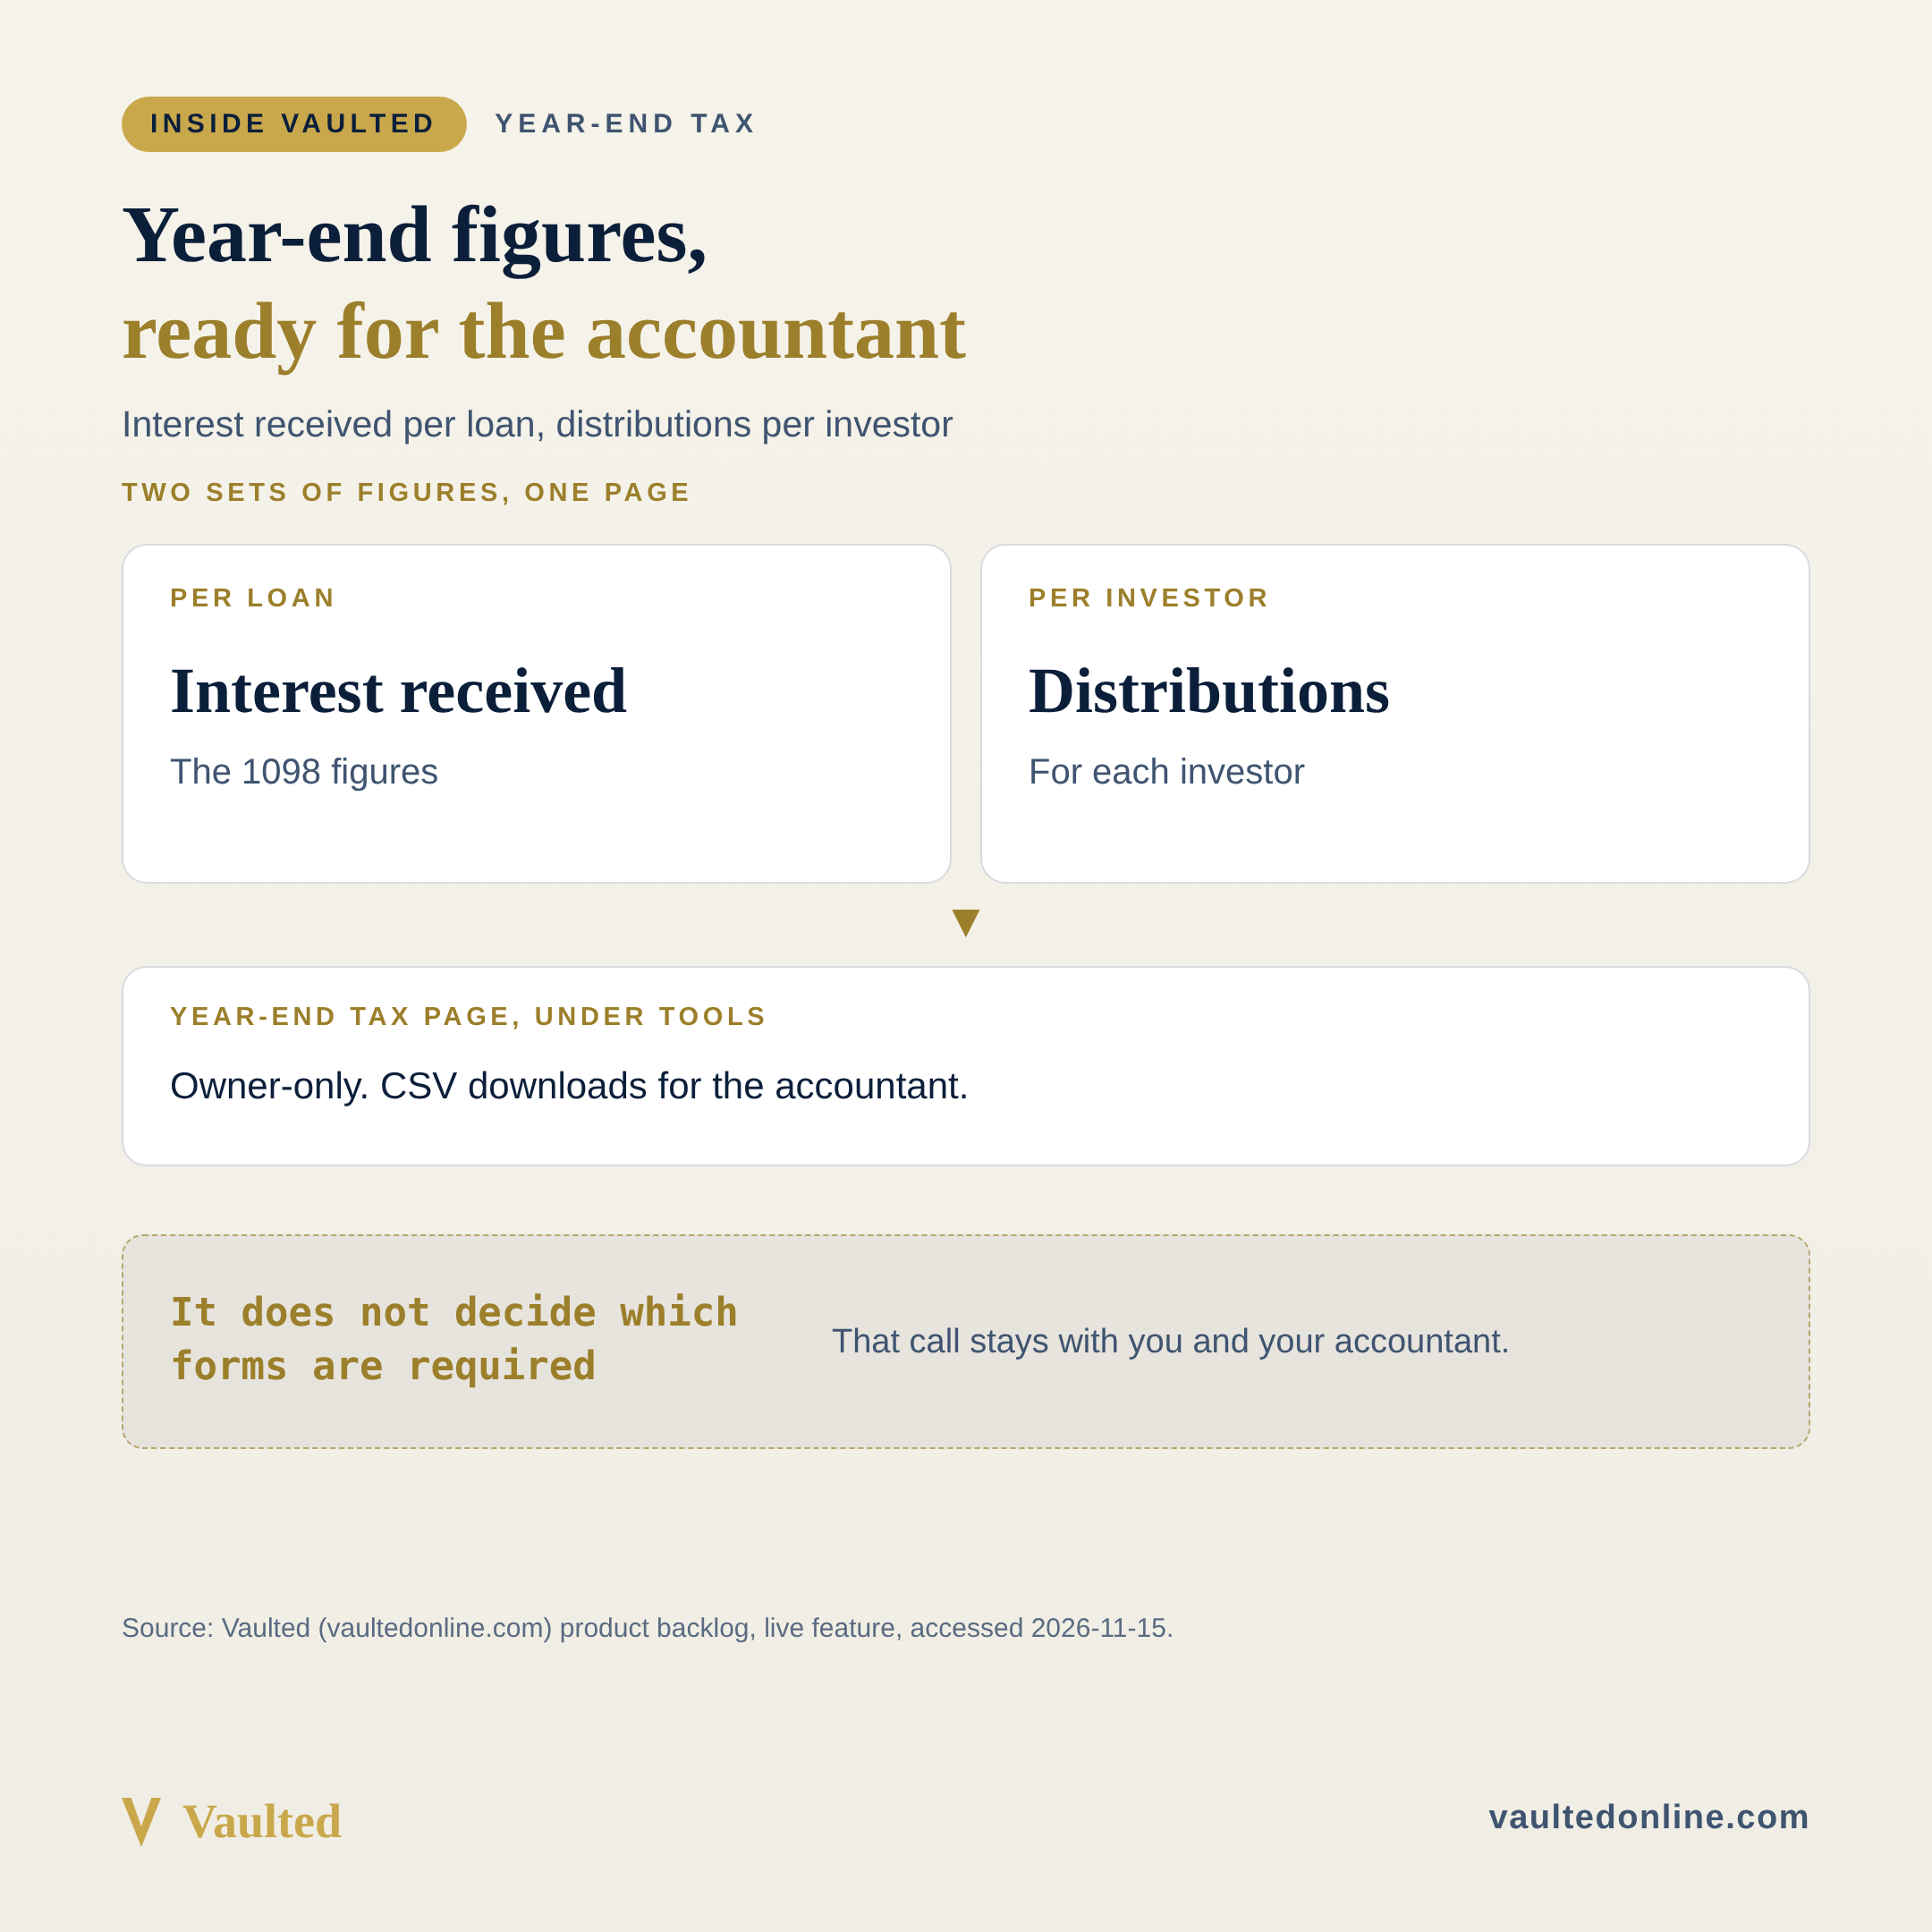 INSIDE VAULTED YEAR-END TAX
Year-end figures,
ready for the accountant
Interest received per loan, distributions per investor
TWO SETS OF FIGURES, ONE PAGE
PER LOAN
Interest received
The 1098 figures
PER INVESTOR
Distributions
For each investor
YEAR-END TAX PAGE, UNDER TOOLS
Owner-only. CSV downloads for the accountant.
It does not decide which
forms are required
That call stays with you and your accountant.
Source: Vaulted (vaultedonline.com) product backlog, live feature, accessed 2026-11-15.
Vaulted
vaultedonline.com